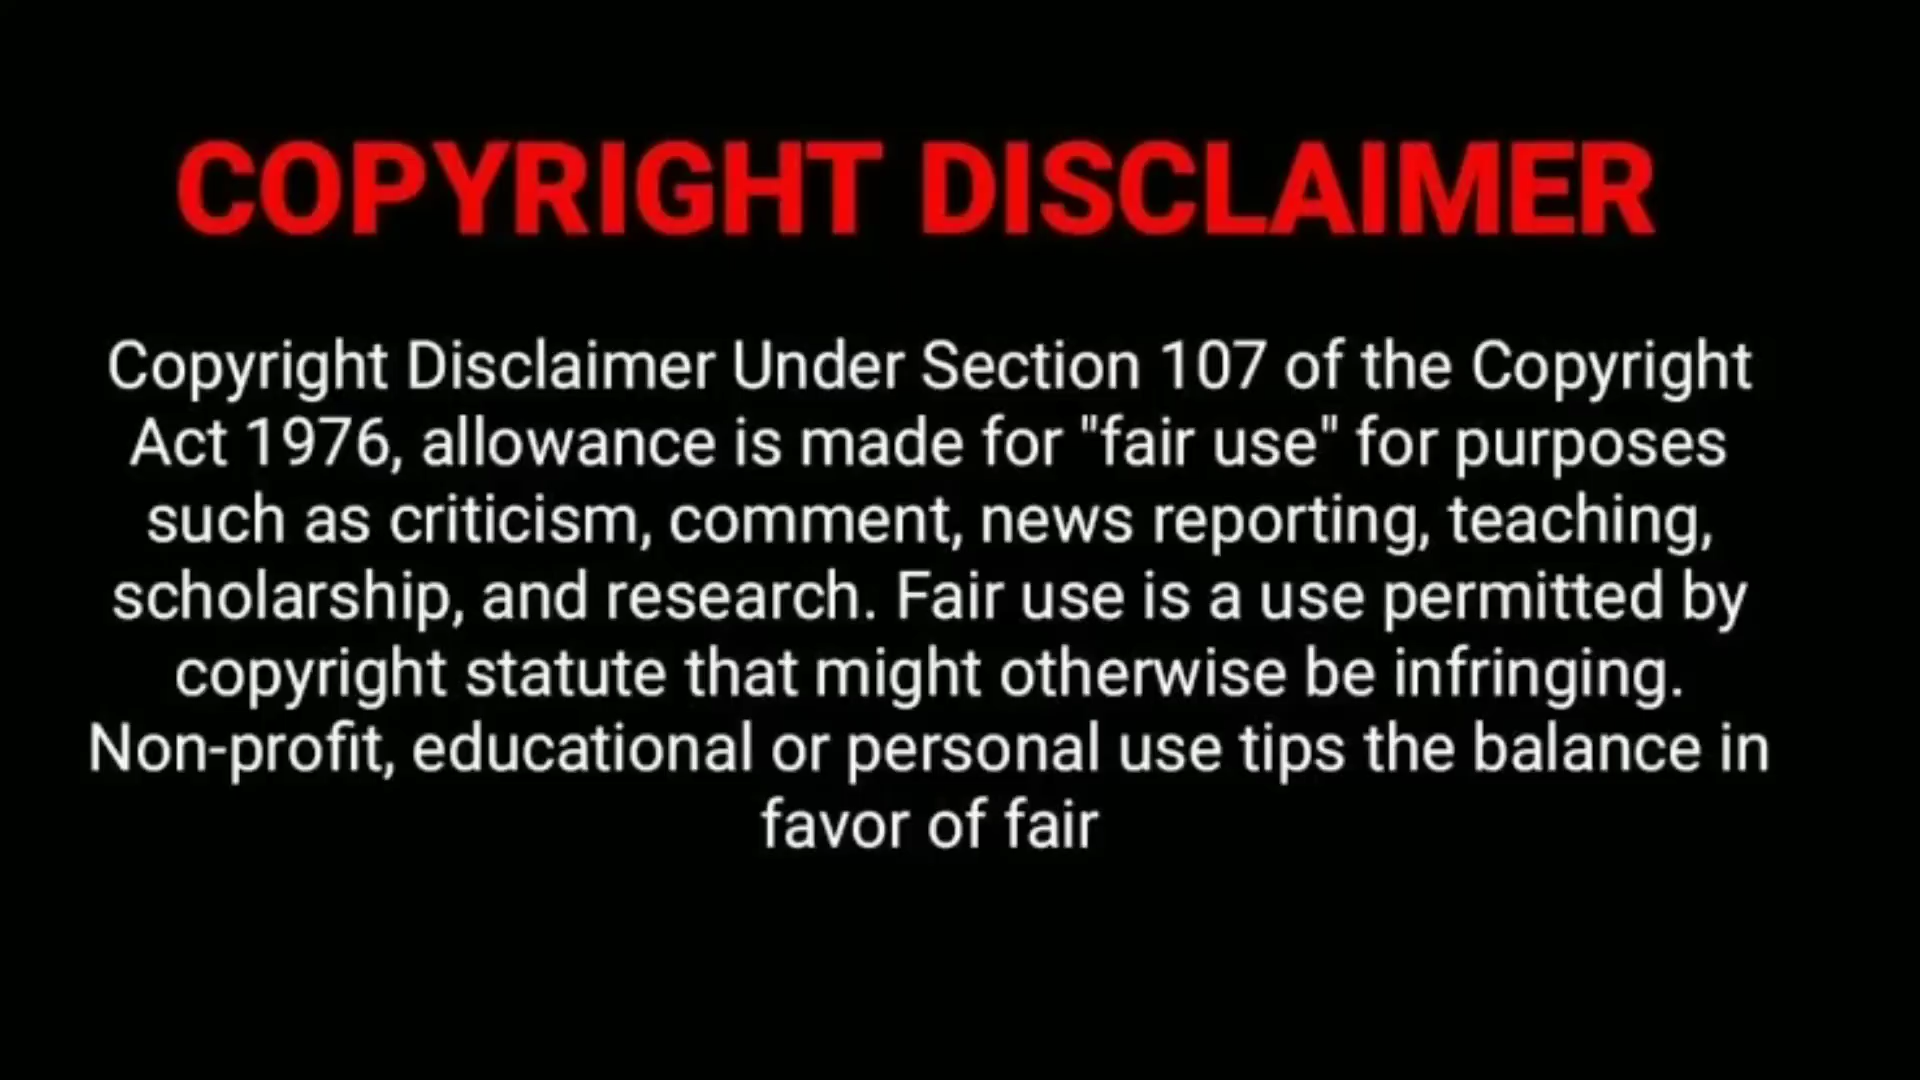 COPYRIGHT DISCLAIMER
Copyright Disclaimer Under Section 107 of the Copyright
Act 1976, allowance is made for "fair use" for purposes
such as criticism, comment, news reporting, teaching,
scholarship, and research. Fair use is a use permitted by
copyright statute that might otherwise be infringing.
Non-profit, educational or personal use tips the balance in
favor of fair